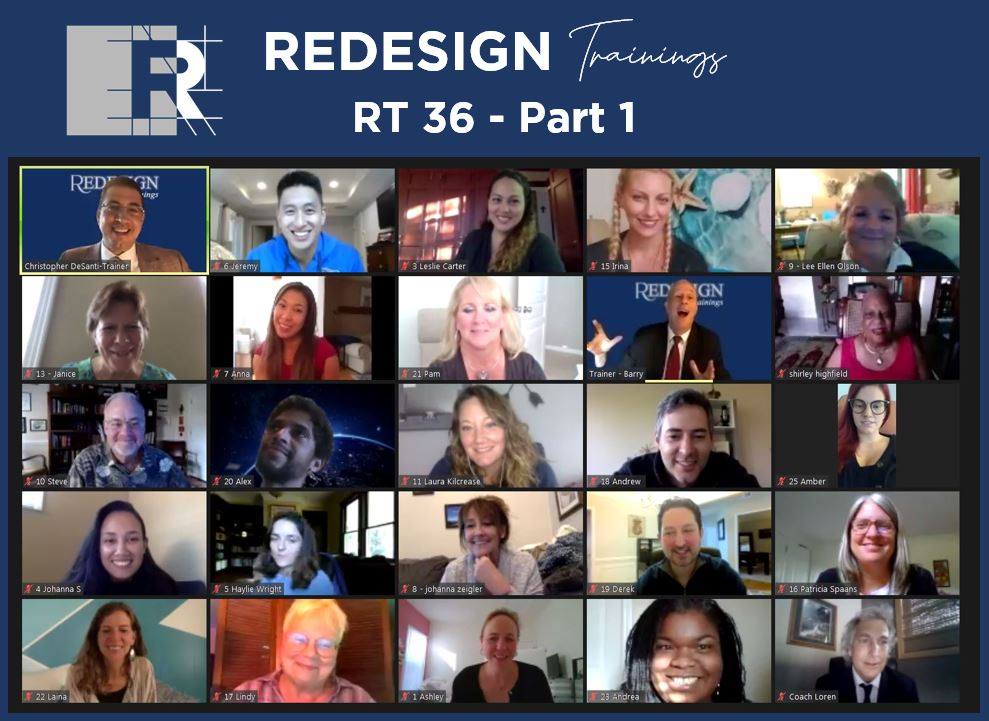 REDESIGN Trainings
RT 36 - Part 1
ER
REDESIGN
Christopher DeSanti-Trainer
6 Jeremy
3 Leslie Carter
15 Irina
9 - Lee Ellen Olson
REDESIGN
13 - Janice
7 Anna
21 Pam
Trainer - Barry
shirley highfield
10 Steve
20 Alex
11 Laura Kilcrease
18 Andrew
25 Amber
4 Johanna S
5 Haylie Wright
8 - johanna zeigler
19 Derek
16 Patricia Spaans
22 Laina
17 Lindy
1 Ashley
23 Andrea
Coach Loren